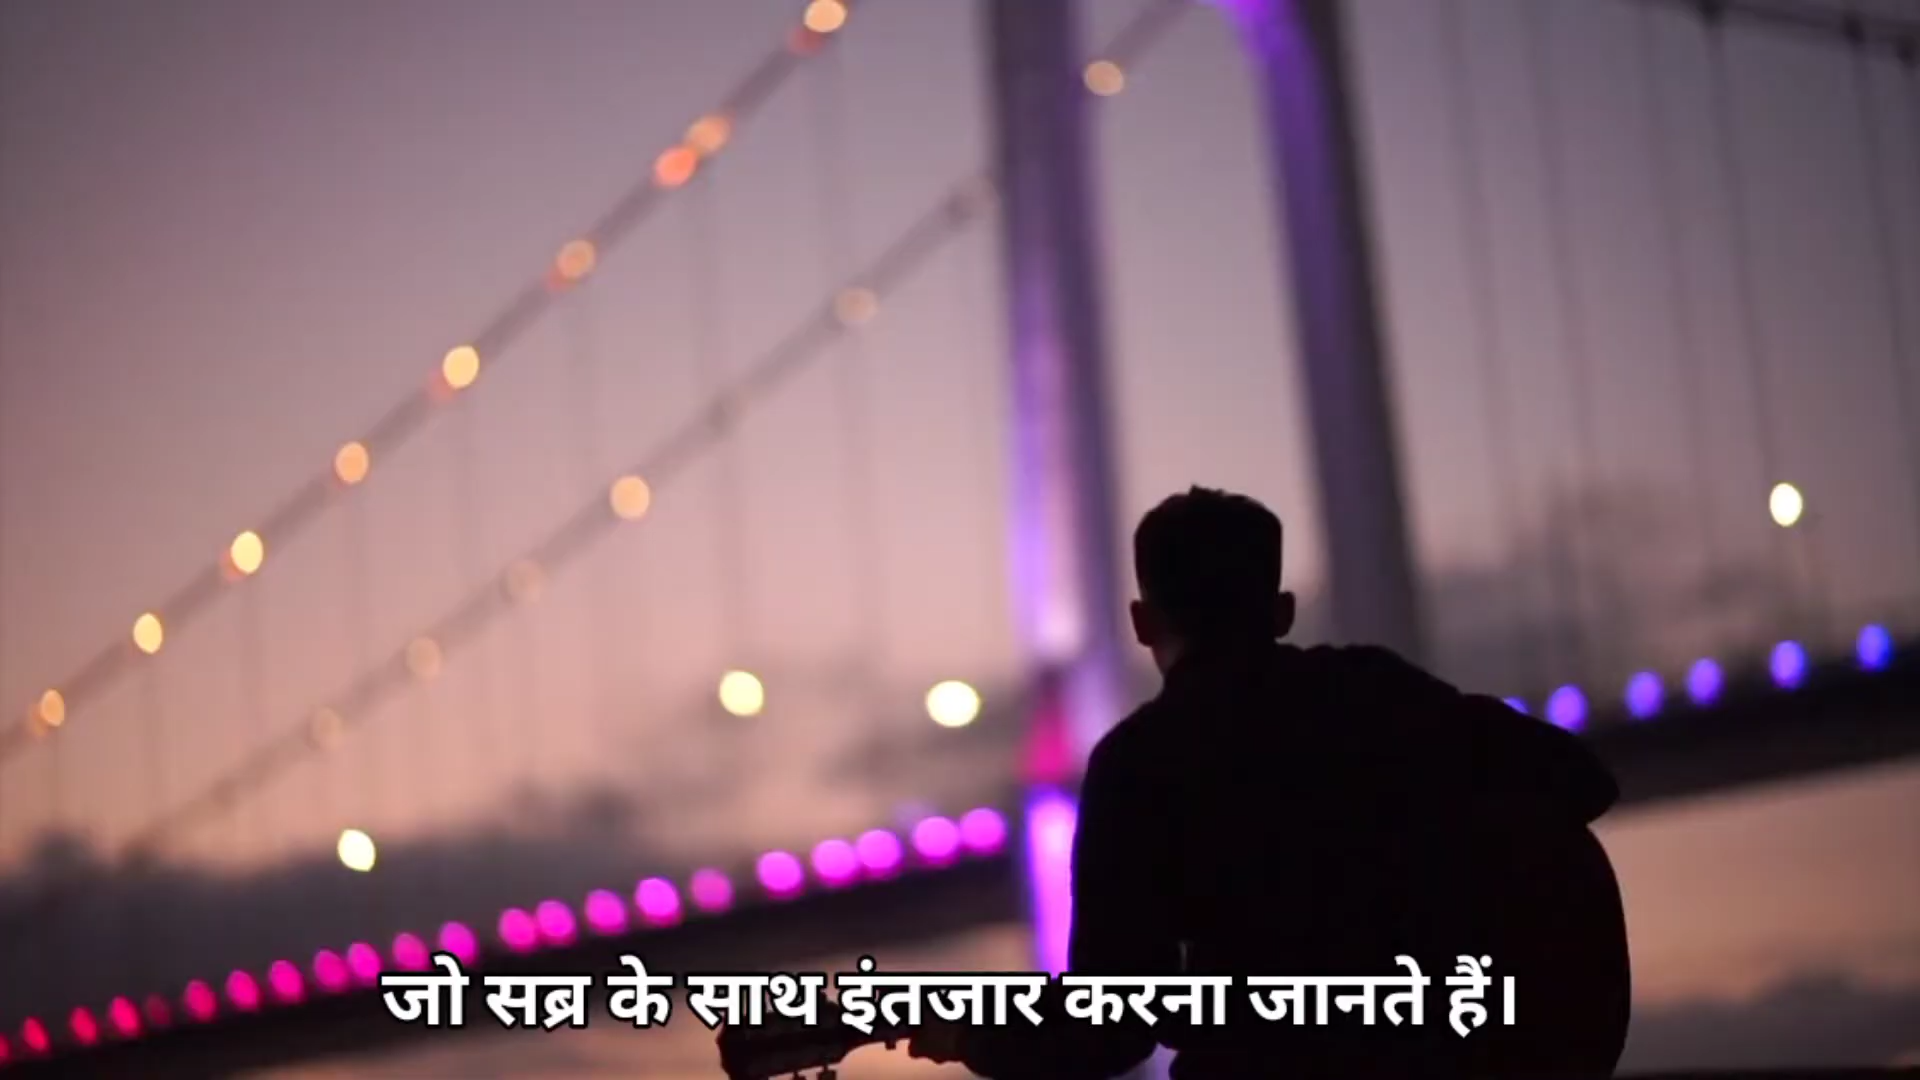 जो सब्र के साथ इंतजार करना जानते हैं।